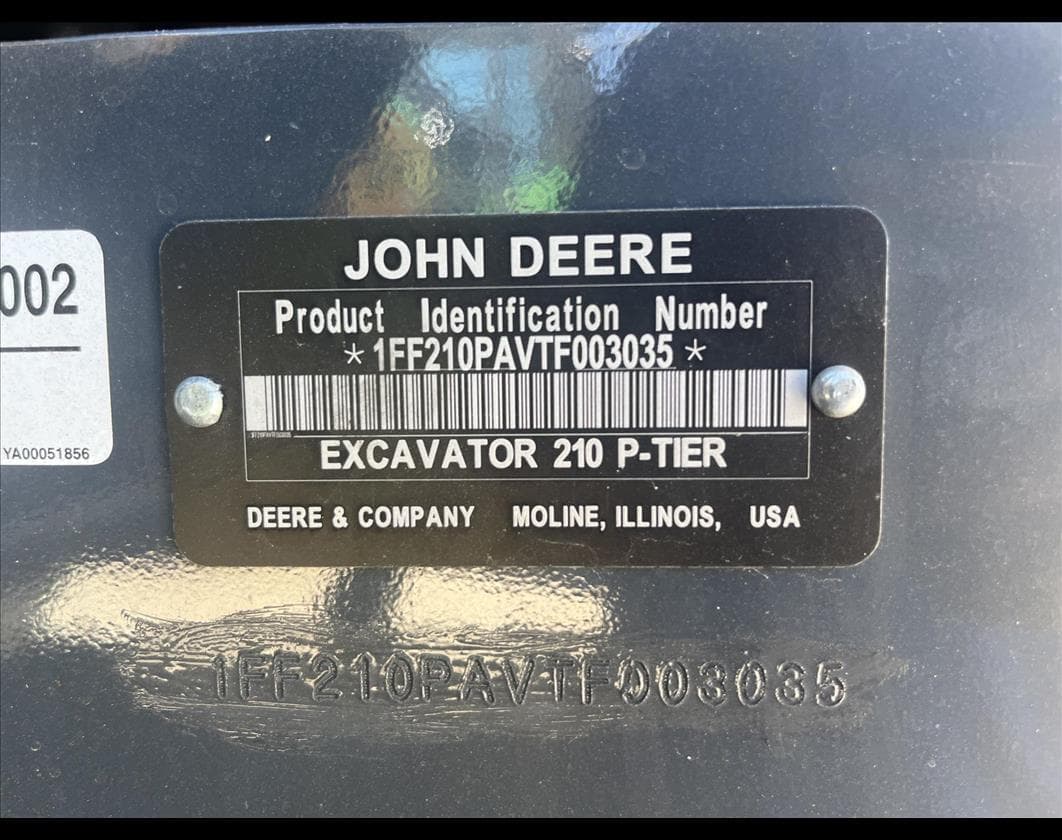 JOHN DEERE
Product Identification Number
*1FF210PAVTF003035*
EXCAVATOR 210 P-TIER
DEERE & COMPANY MOLINE, ILLINOIS, USA
002
YA00051856
1FF210PAVTF003035